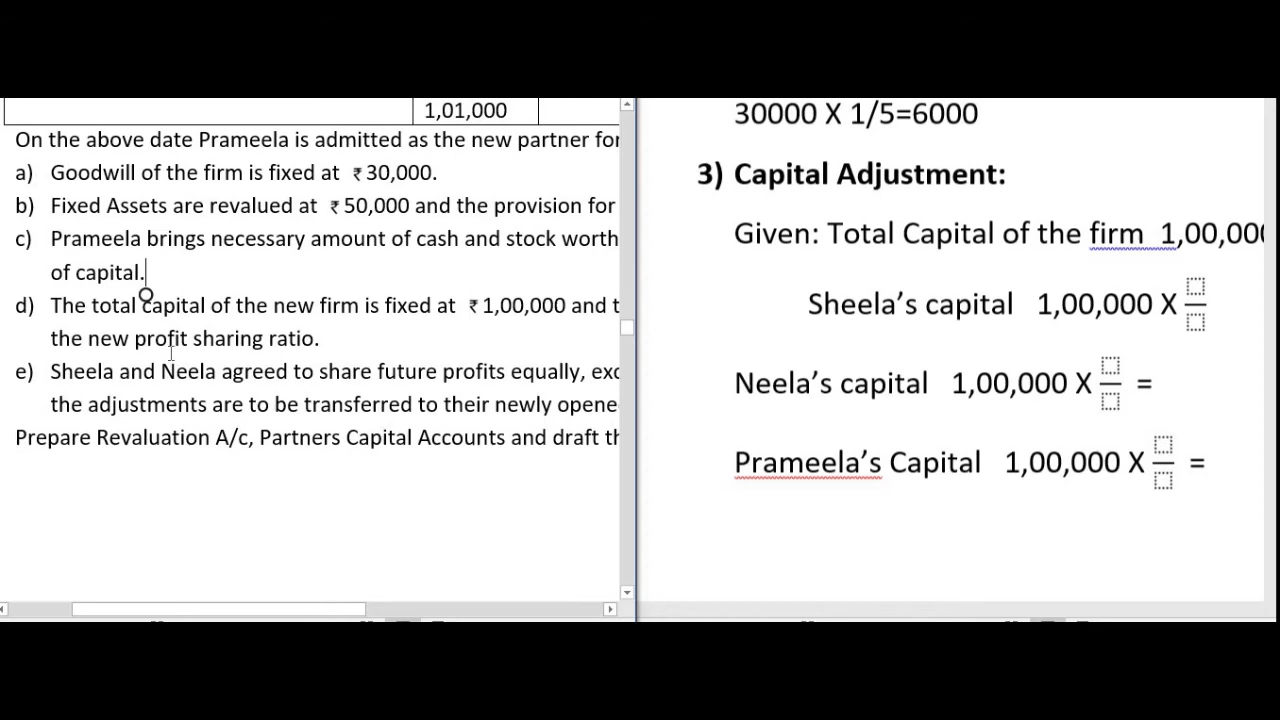 1,01,000
On the above date Prameela is admitted as the new partner for
a) Goodwill of the firm is fixed at ₹ 30,000.
b) Fixed Assets are revalued at ₹ 50,000 and the provision for
c) Prameela brings necessary amount of cash and stock worth
of capital.
d) The total capital of the new firm is fixed at ₹ 1,00,000 and t
the new profit sharing ratio.
e) Sheela and Neela agreed to share future profits equally, exc
the adjustments are to be transferred to their newly opene
Prepare Revaluation A/c, Partners Capital Accounts and draft th
30000 X 1/5=6000
3) Capital Adjustment:
Given: Total Capital of the firm 1,00,000
Sheela's capital 1,00,000 X
Neela's capital 1,00,000 X =
Prameela's Capital 1,00,000 X =